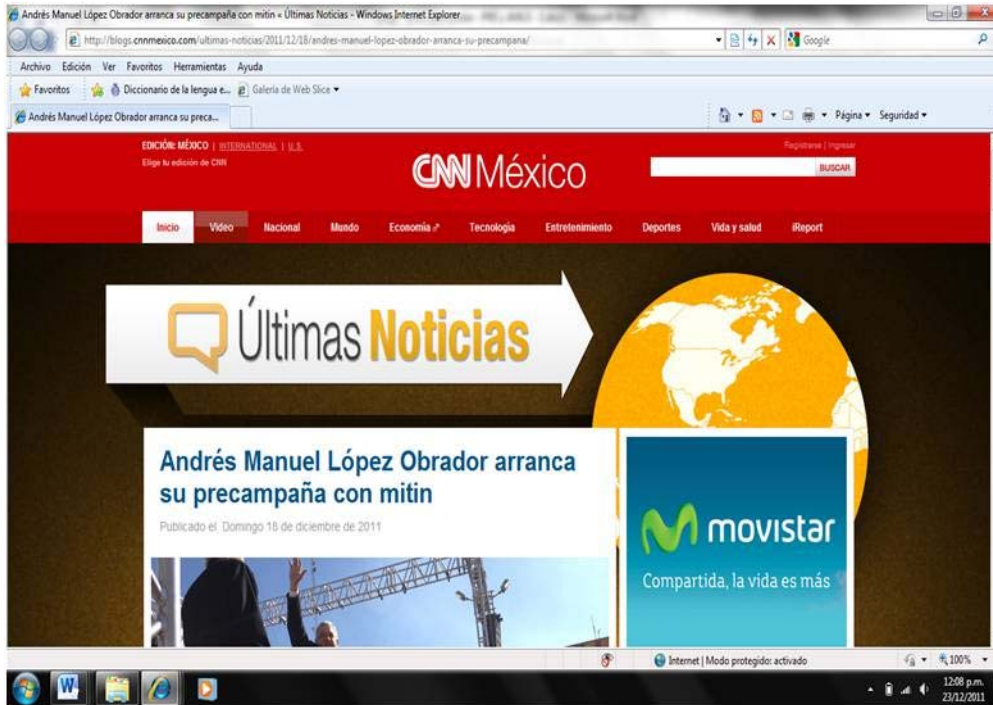 Andrés Manuel López Obrador arranca su precampaña con mitin « Últimas Noticias - Windows Internet Explorer
http://blogs.cnnmexico.com/ultimas-noticias/2011/12/18/andres-manuel-lopez-obrador-arranca-su-precampana/
Google
Archivo Edición Ver Favoritos Herramientas Ayuda
Favoritos Diccionario de la lengua e... Galería de Web Slice
Andrés Manuel López Obrador arranca su preca...
Página Seguridad
EDICIÓN: MÉXICO | INTERNATIONAL | U.S.
Elige tu edición de CNN
CNN México
Registrarse | Ingresar
BUSCAR
Inicio Video Nacional Mundo Economía Tecnología Entretenimiento Deportes Vida y salud iReport
Últimas Noticias
Andrés Manuel López Obrador arranca
su precampaña con mitin
Publicado el Domingo 18 de diciembre de 2011
movistar
Compartida, la vida es más
Internet | Modo protegido: activado
100%
12:08 p.m.
23/12/2011